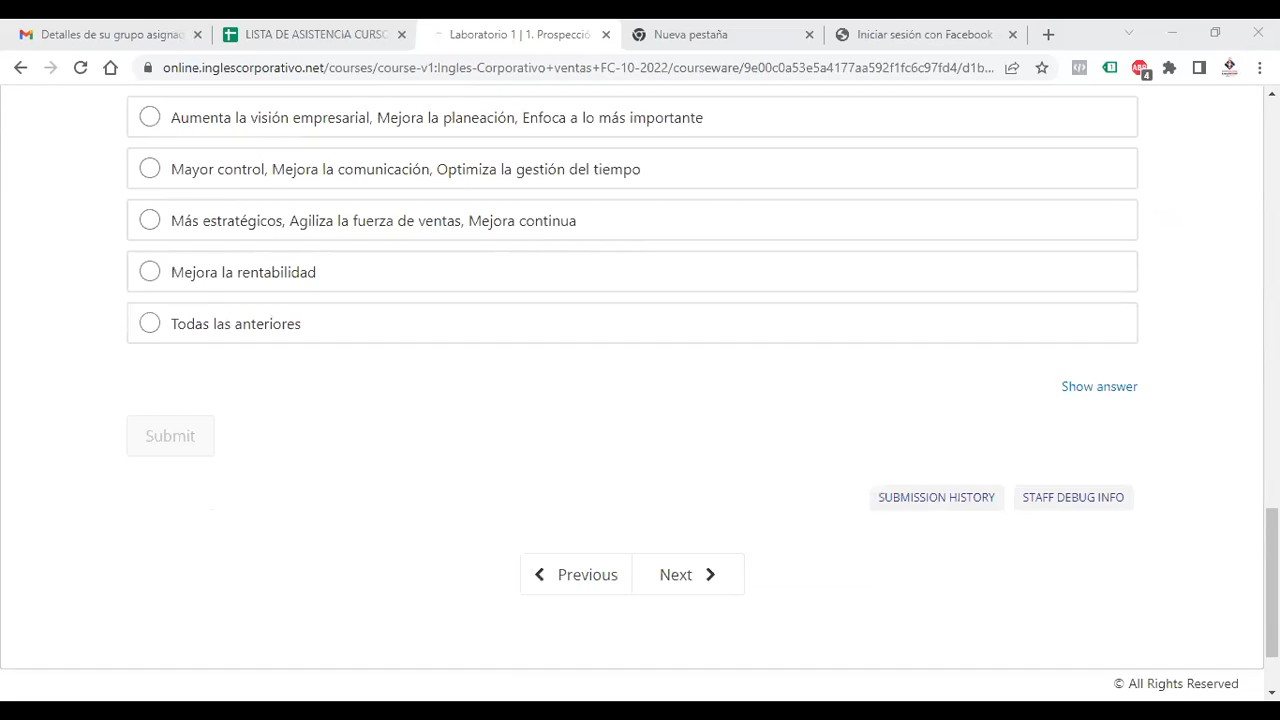 Detalles de su grupo asignac
LISTA DE ASISTENCIA CURSO
Laboratorio 1 | 1. Prospecció
Nueva pestaña
Iniciar sesión con Facebook
online.inglescorporativo.net/courses/course-v1:Ingles-Corporativo+ventas+FC-10-2022/courseware/9e00c0a53e5a4177aa592f1fc6c97fd4/d1b...
4
Aumenta la visión empresarial, Mejora la planeación, Enfoca a lo más importante
Mayor control, Mejora la comunicación, Optimiza la gestión del tiempo
Más estratégicos, Agiliza la fuerza de ventas, Mejora continua
Mejora la rentabilidad
Todas las anteriores
Show answer
Submit
SUBMISSION HISTORY
STAFF DEBUG INFO
Previous
Next
© All Rights Reserved